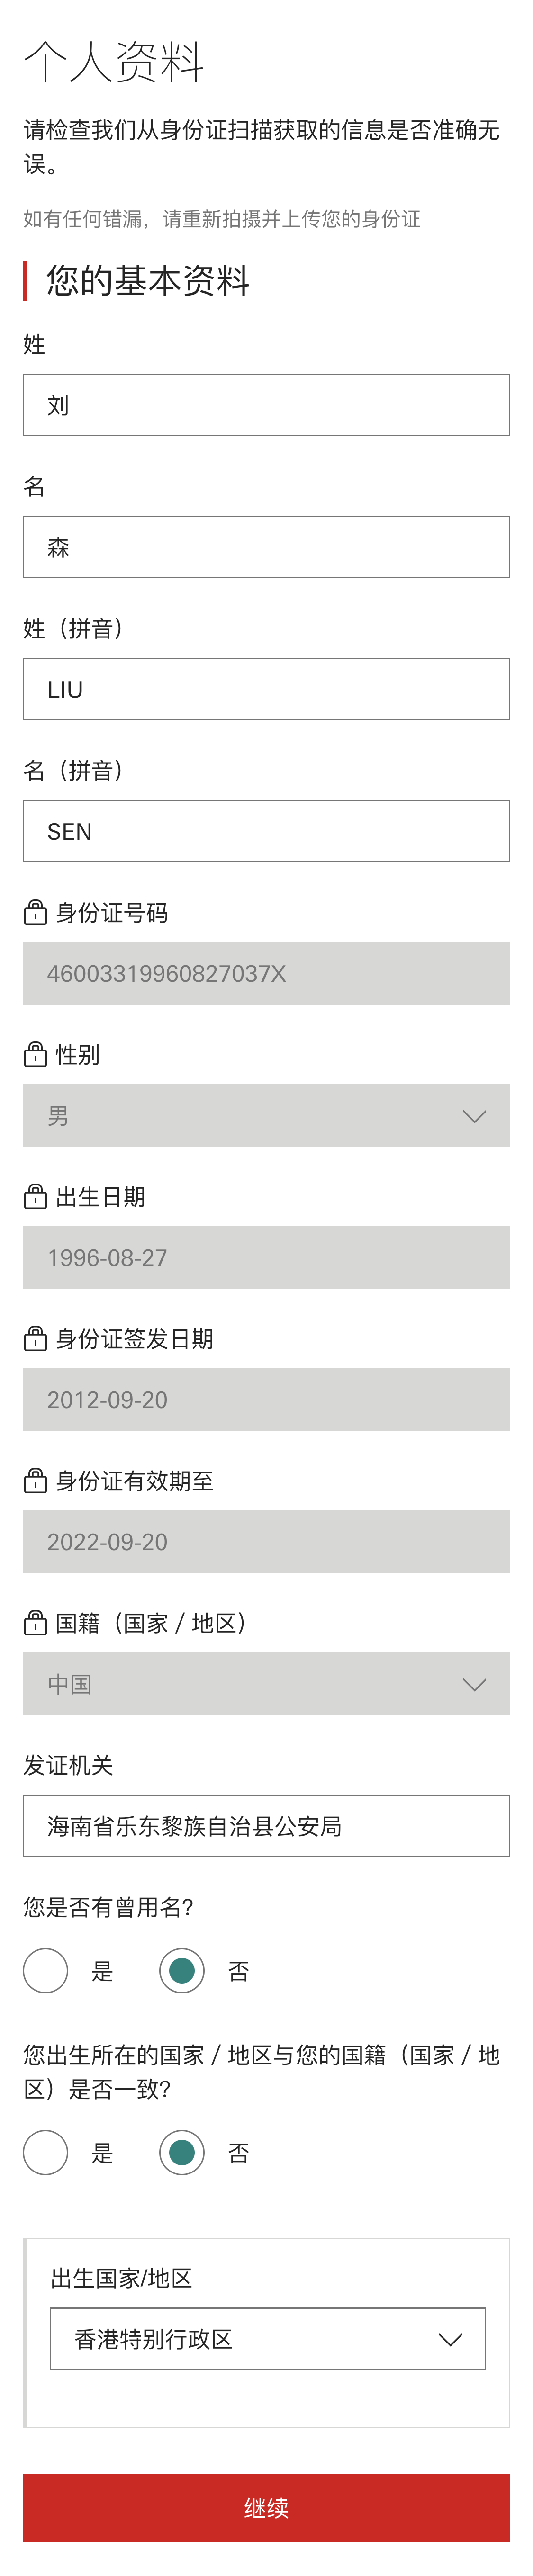 个人资料
请检查我们从身份证扫描获取的信息是否准确无
误。
如有任何错漏，请重新拍摄并上传您的身份证
您的基本资料
姓
刘
名
森
姓（拼音）
LIU
名（拼音）
SEN
身份证号码
46003319960827037X
性别
男
出生日期
1996-08-27
身份证签发日期
2012-09-20
身份证有效期至
2022-09-20
国籍（国家 / 地区）
中国
发证机关
海南省乐东黎族自治县公安局
您是否有曾用名?
是 否
您出生所在的国家 / 地区与您的国籍（国家 / 地
区）是否一致?
是 否
出生国家/地区
香港特别行政区
继续